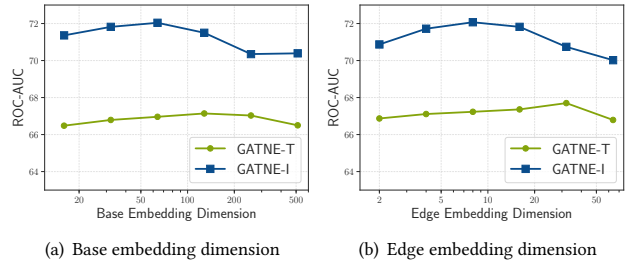 72
70
68
66
64
ROC-AUC
GATNE-T
GATNE-I
20 50 100 200 500
Base Embedding Dimension
(a) Base embedding dimension
72
70
68
66
64
ROC-AUC
GATNE-T
GATNE-I
2 5 10 20 50
Edge Embedding Dimension
(b) Edge embedding dimension